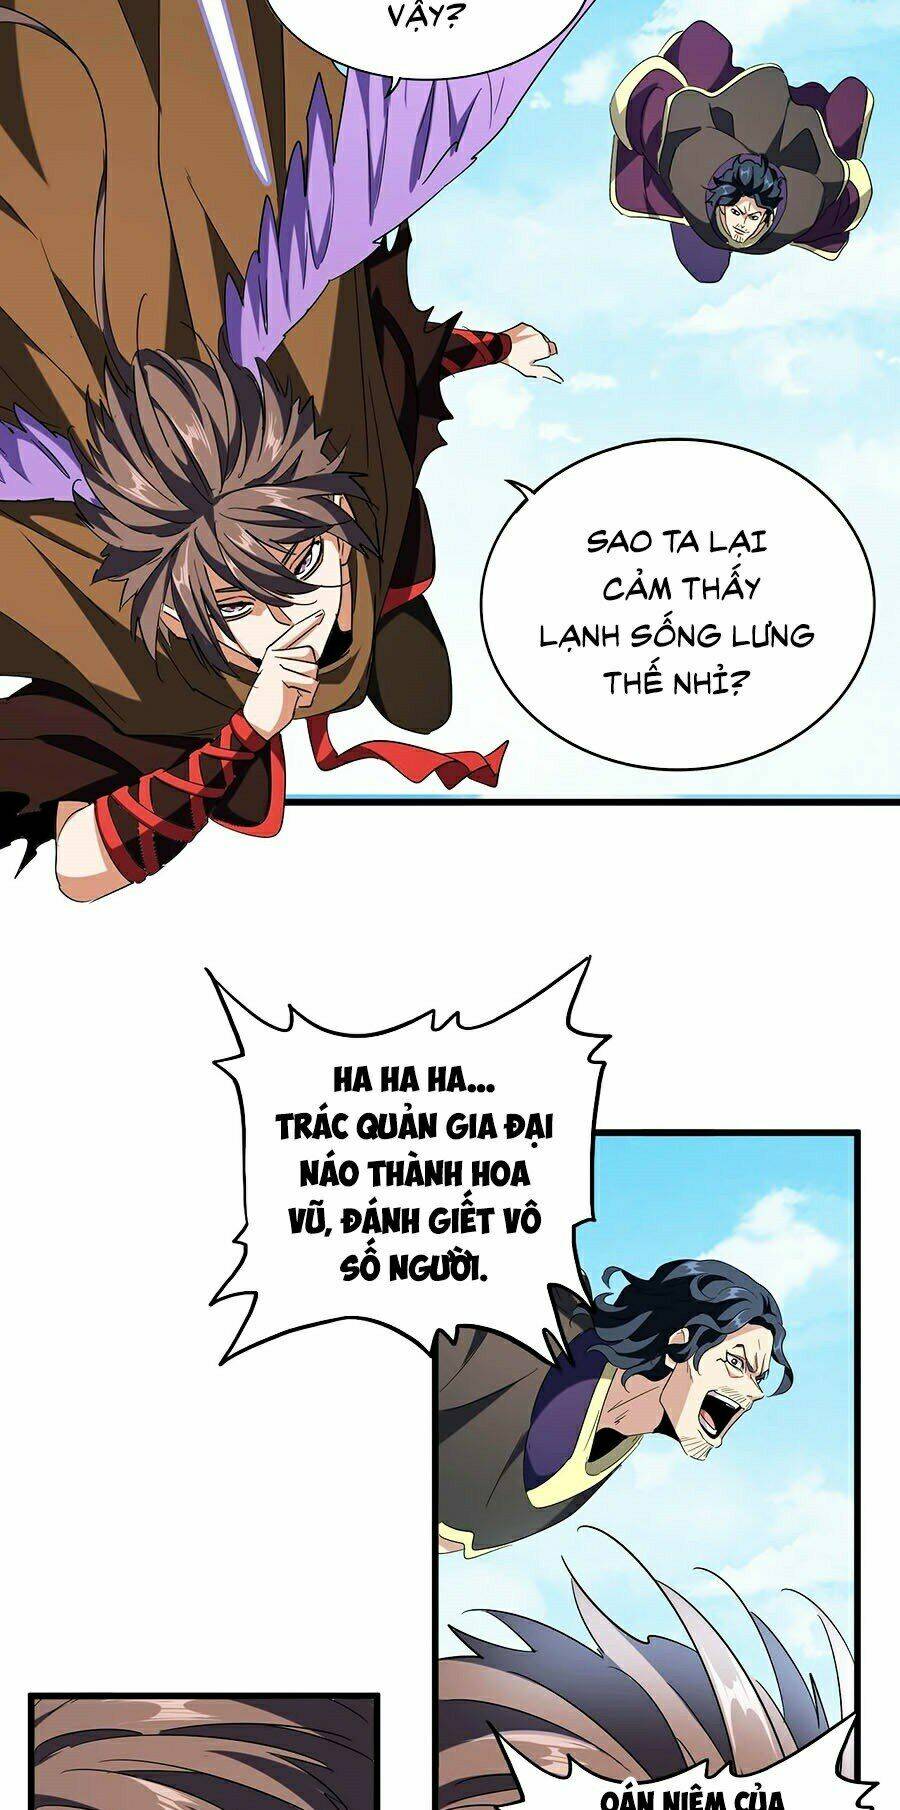 VẬY?
SAO TA LẠI
CẢM THẤY
LẠNH SỐNG LƯNG
THẾ NHỈ?
HA HA HA...
TRÁC QUẢN GIA ĐẠI
NÁO THÀNH HOA
VŨ, ĐÁNH GIẾT VÔ
SỐ NGƯỜI.
OÁN NIỆM CỦA